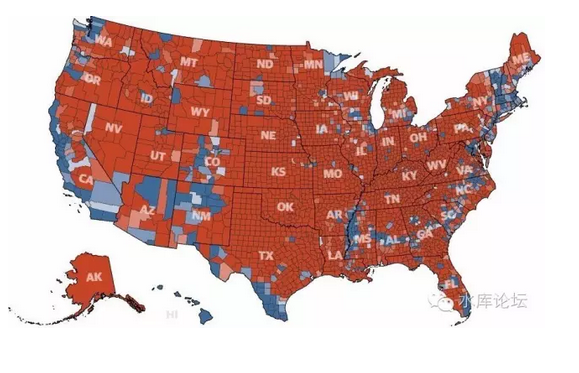 WA
MT
ND
MN
ME
OR
ID
SD
WI
MI
NY
WY
IA
PA
NV
NE
IL
IN
OH
UT
CO
WV
VA
CA
KS
MO
KY
NC
TN
AZ
NM
OK
AR
SC
MS
AL
GA
TX
LA
FL
AK
HI
水库论坛